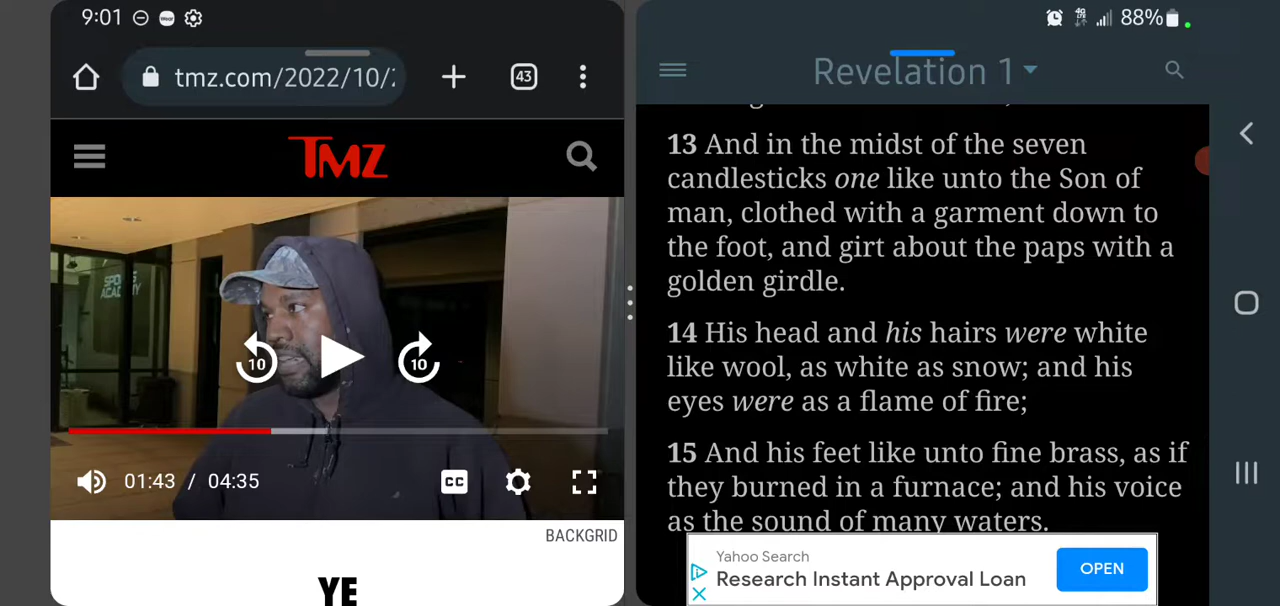 9:01
88%
tmz.com/2022/10/
43
Revelation 1
TMZ
13 And in the midst of the seven
candlesticks one like unto the Son of
man, clothed with a garment down to
the foot, and girt about the paps with a
golden girdle.
14 His head and his hairs were white
like wool, as white as snow; and his
eyes were as a flame of fire;
15 And his feet like unto fine brass, as if
they burned in a furnace; and his voice
as the sound of many waters.
10
10
01:43 / 04:35
CC
BACKGRID
YE
Yahoo Search
Research Instant Approval Loan
OPEN